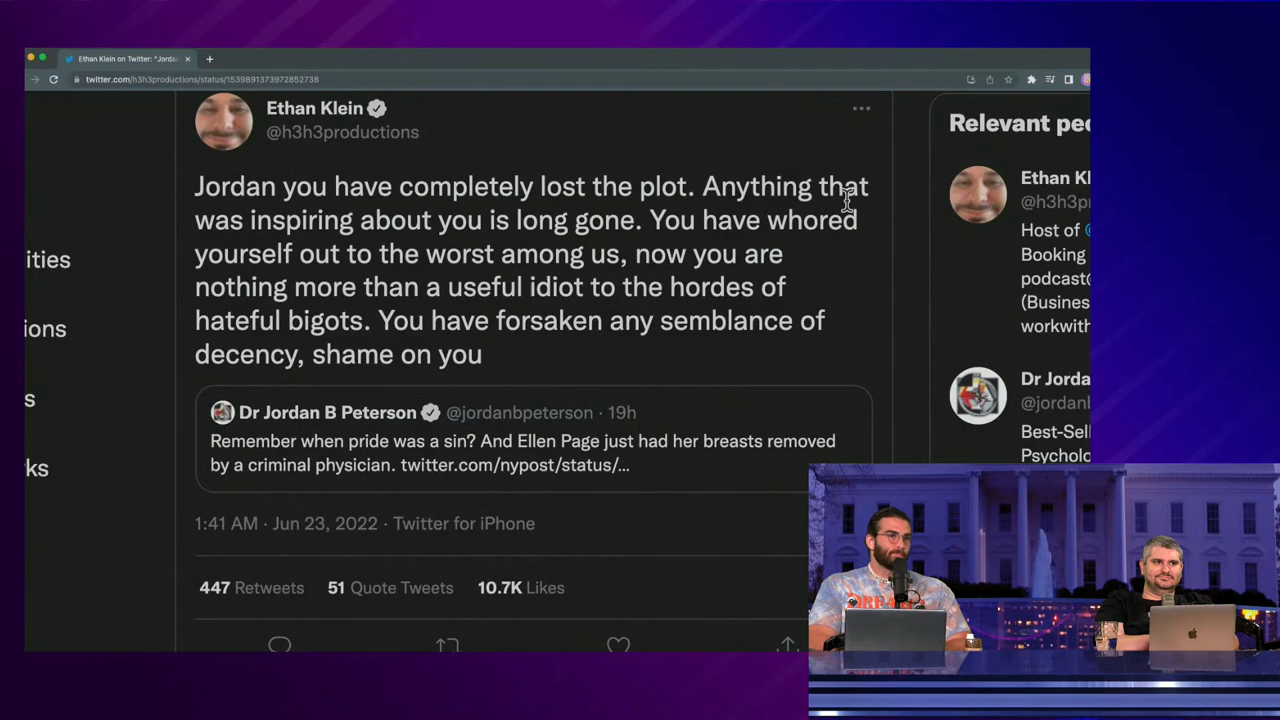 Ethan Klein on Twitter: "Jorda
twitter.com/h3h3productions/status/1539891373972852738
Ethan Klein
@h3h3productions
Jordan you have completely lost the plot. Anything that
was inspiring about you is long gone. You have whored
yourself out to the worst among us, now you are
nothing more than a useful idiot to the hordes of
hateful bigots. You have forsaken any semblance of
decency, shame on you
Dr Jordan B Peterson @jordanbpeterson · 19h
Remember when pride was a sin? And Ellen Page just had her breasts removed
by a criminal physician. twitter.com/nypost/status/...
1:41 AM · Jun 23, 2022 · Twitter for iPhone
447 Retweets 51 Quote Tweets 10.7K Likes
ities
ions
s
ks
Relevant peo
Ethan Kl
@h3h3p
Host of @
Booking
podcast@
(Busines
workwith
Dr Jorda
@jordanb
Best-Sell
Psycholo